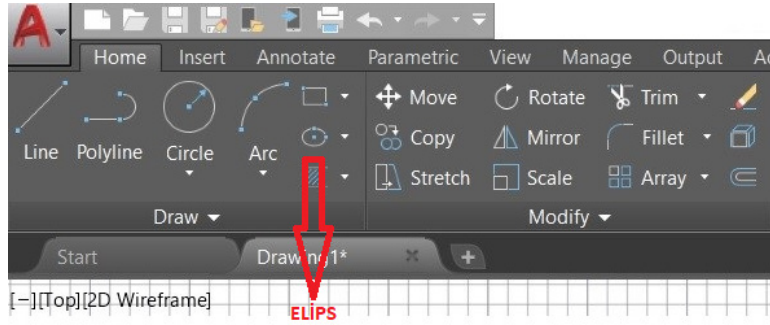 A
Home Insert Annotate Parametric View Manage Output
Move Rotate Trim
Line Polyline Circle Arc Copy Mirror Fillet
Stretch Scale Array
Draw Modify
Start Drawing1*
[−][Top][2D Wireframe]
ELİPS